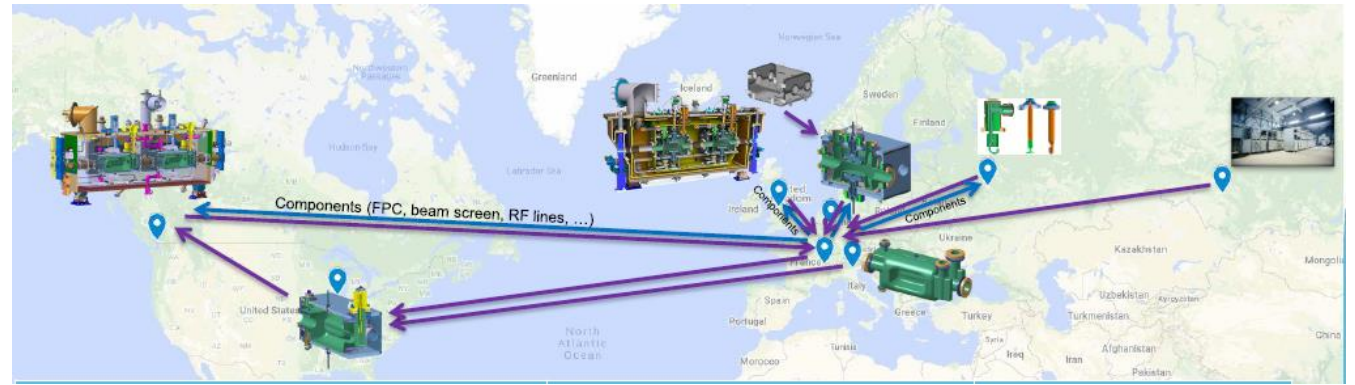 Norwegian Sea
Northwestern
Passages
Greenland
Iceland
Sweden
Finland
Hudson Bay
Labrador Sea
Components
Ireland
Components
Components (FPC, beam screen, RF lines, …)
Ukraine
Kazakhstan
Mongolia
France
United States
Italy
Spain
Portugal
Greece
Turkey
Uzbekistan
Kyrgyzstan
Turkmenistan
North
Atlantic
Ocean
China
Syria
Afghanistan
Morocco
Tunisia
Iraq
Iran
Pakistan